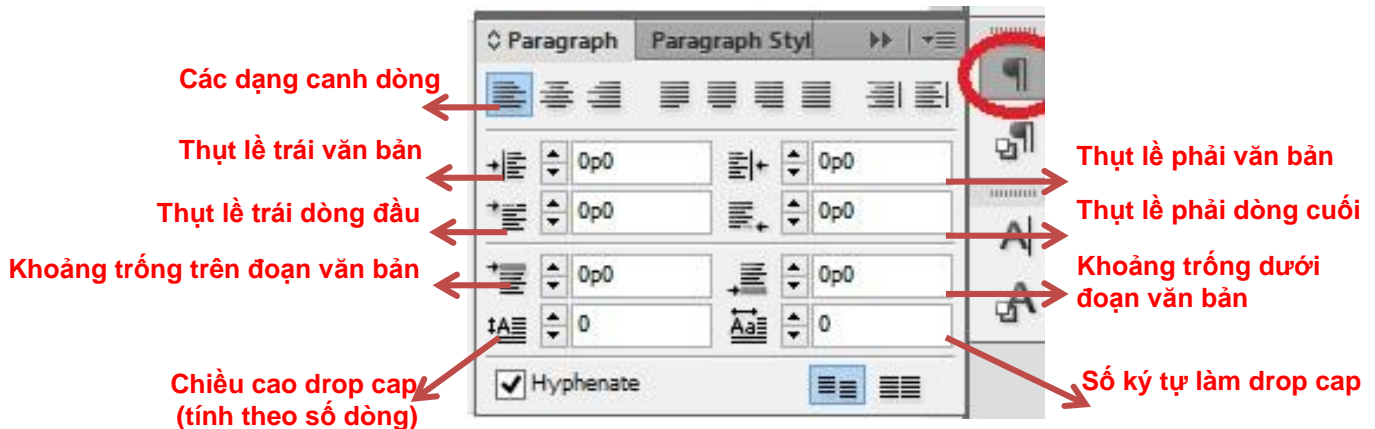 Paragraph
Paragraph Styl
Các dạng canh dòng
Thụt lề trái văn bản
0p0
0p0
Thụt lề phải văn bản
Thụt lề trái dòng đầu
0p0
0p0
Thụt lề phải dòng cuối
Khoảng trống trên đoạn văn bản
0p0
0p0
Khoảng trống dưới
đoạn văn bản
0
0
Chiều cao drop cap
(tính theo số dòng)
Hyphenate
Số ký tự làm drop cap